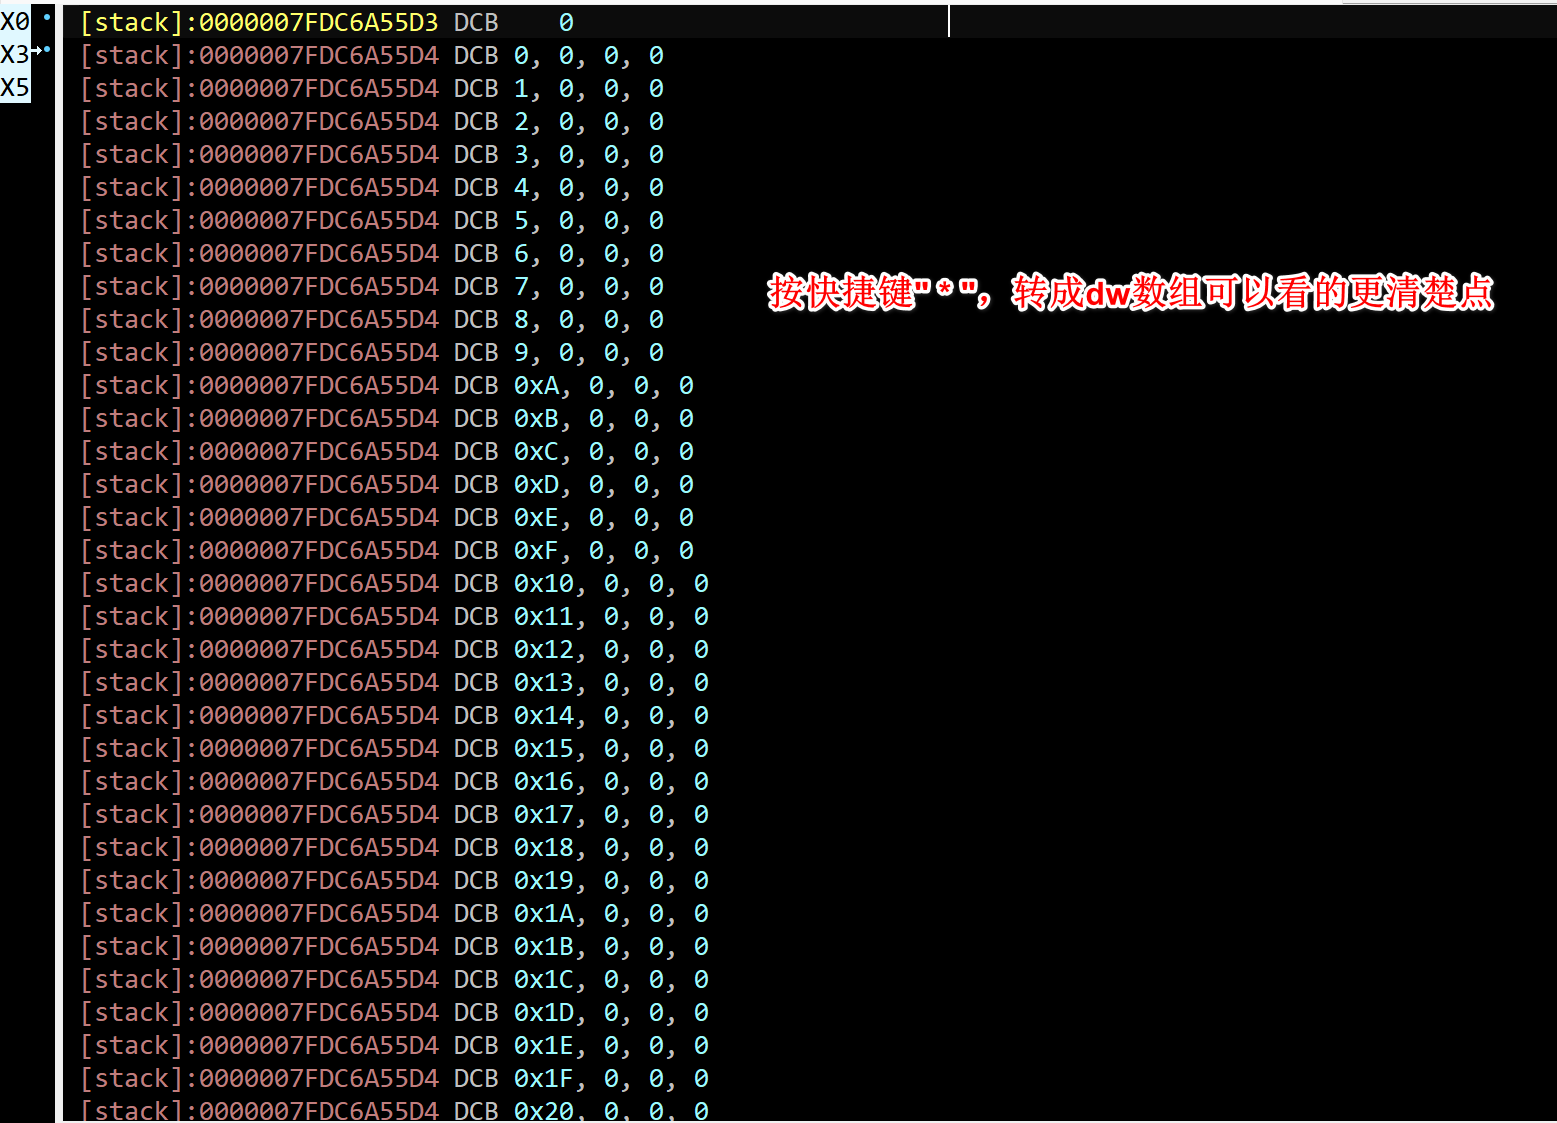 X0 [stack]:0000007FDC6A55D3 DCB 0
X3 [stack]:0000007FDC6A55D4 DCB 0, 0, 0, 0
X5 [stack]:0000007FDC6A55D4 DCB 1, 0, 0, 0
[stack]:0000007FDC6A55D4 DCB 2, 0, 0, 0
[stack]:0000007FDC6A55D4 DCB 3, 0, 0, 0
[stack]:0000007FDC6A55D4 DCB 4, 0, 0, 0
[stack]:0000007FDC6A55D4 DCB 5, 0, 0, 0
[stack]:0000007FDC6A55D4 DCB 6, 0, 0, 0
[stack]:0000007FDC6A55D4 DCB 7, 0, 0, 0
按快捷键"*"，转成dw数组可以看的更清楚点
[stack]:0000007FDC6A55D4 DCB 8, 0, 0, 0
[stack]:0000007FDC6A55D4 DCB 9, 0, 0, 0
[stack]:0000007FDC6A55D4 DCB 0xA, 0, 0, 0
[stack]:0000007FDC6A55D4 DCB 0xB, 0, 0, 0
[stack]:0000007FDC6A55D4 DCB 0xC, 0, 0, 0
[stack]:0000007FDC6A55D4 DCB 0xD, 0, 0, 0
[stack]:0000007FDC6A55D4 DCB 0xE, 0, 0, 0
[stack]:0000007FDC6A55D4 DCB 0xF, 0, 0, 0
[stack]:0000007FDC6A55D4 DCB 0x10, 0, 0, 0
[stack]:0000007FDC6A55D4 DCB 0x11, 0, 0, 0
[stack]:0000007FDC6A55D4 DCB 0x12, 0, 0, 0
[stack]:0000007FDC6A55D4 DCB 0x13, 0, 0, 0
[stack]:0000007FDC6A55D4 DCB 0x14, 0, 0, 0
[stack]:0000007FDC6A55D4 DCB 0x15, 0, 0, 0
[stack]:0000007FDC6A55D4 DCB 0x16, 0, 0, 0
[stack]:0000007FDC6A55D4 DCB 0x17, 0, 0, 0
[stack]:0000007FDC6A55D4 DCB 0x18, 0, 0, 0
[stack]:0000007FDC6A55D4 DCB 0x19, 0, 0, 0
[stack]:0000007FDC6A55D4 DCB 0x1A, 0, 0, 0
[stack]:0000007FDC6A55D4 DCB 0x1B, 0, 0, 0
[stack]:0000007FDC6A55D4 DCB 0x1C, 0, 0, 0
[stack]:0000007FDC6A55D4 DCB 0x1D, 0, 0, 0
[stack]:0000007FDC6A55D4 DCB 0x1E, 0, 0, 0
[stack]:0000007FDC6A55D4 DCB 0x1F, 0, 0, 0
[stack]:0000007FDC6A55D4 DCB 0x20, 0, 0, 0